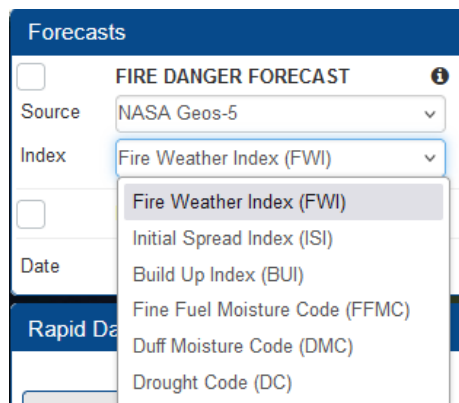 Forecasts
FIRE DANGER FORECAST
Source NASA Geos-5
Index Fire Weather Index (FWI)
Fire Weather Index (FWI)
Initial Spread Index (ISI)
Date Build Up Index (BUI)
Fine Fuel Moisture Code (FFMC)
Rapid Da Duff Moisture Code (DMC)
Drought Code (DC)